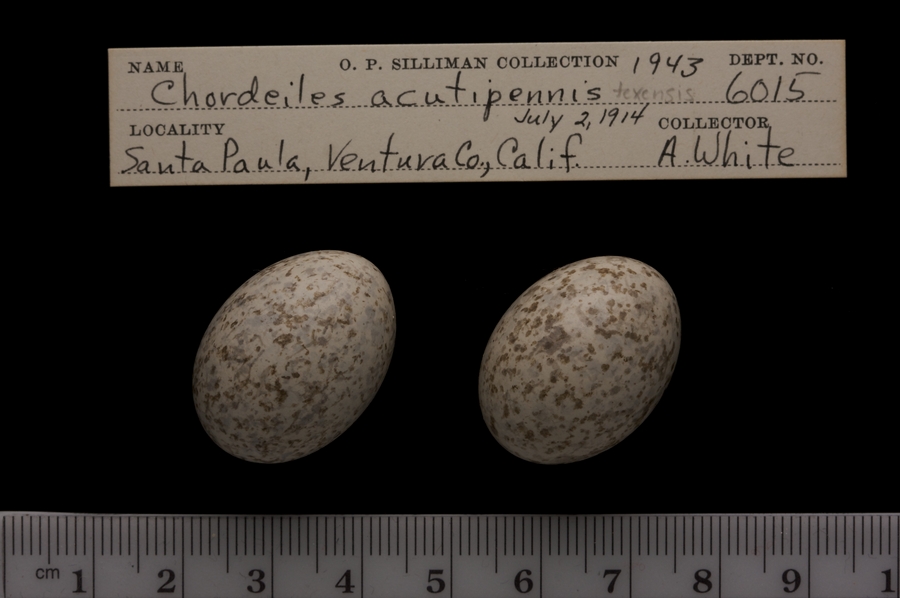 NAME O. P. SILLIMAN COLLECTION 1943 DEPT. NO.
Chordeiles acutipennis texensis 6015
LOCALITY July 2, 1914 COLLECTOR
Santa Paula, Ventura Co., Calif. A. White
cm 1 2 3 4 5 6 7 8 9 1